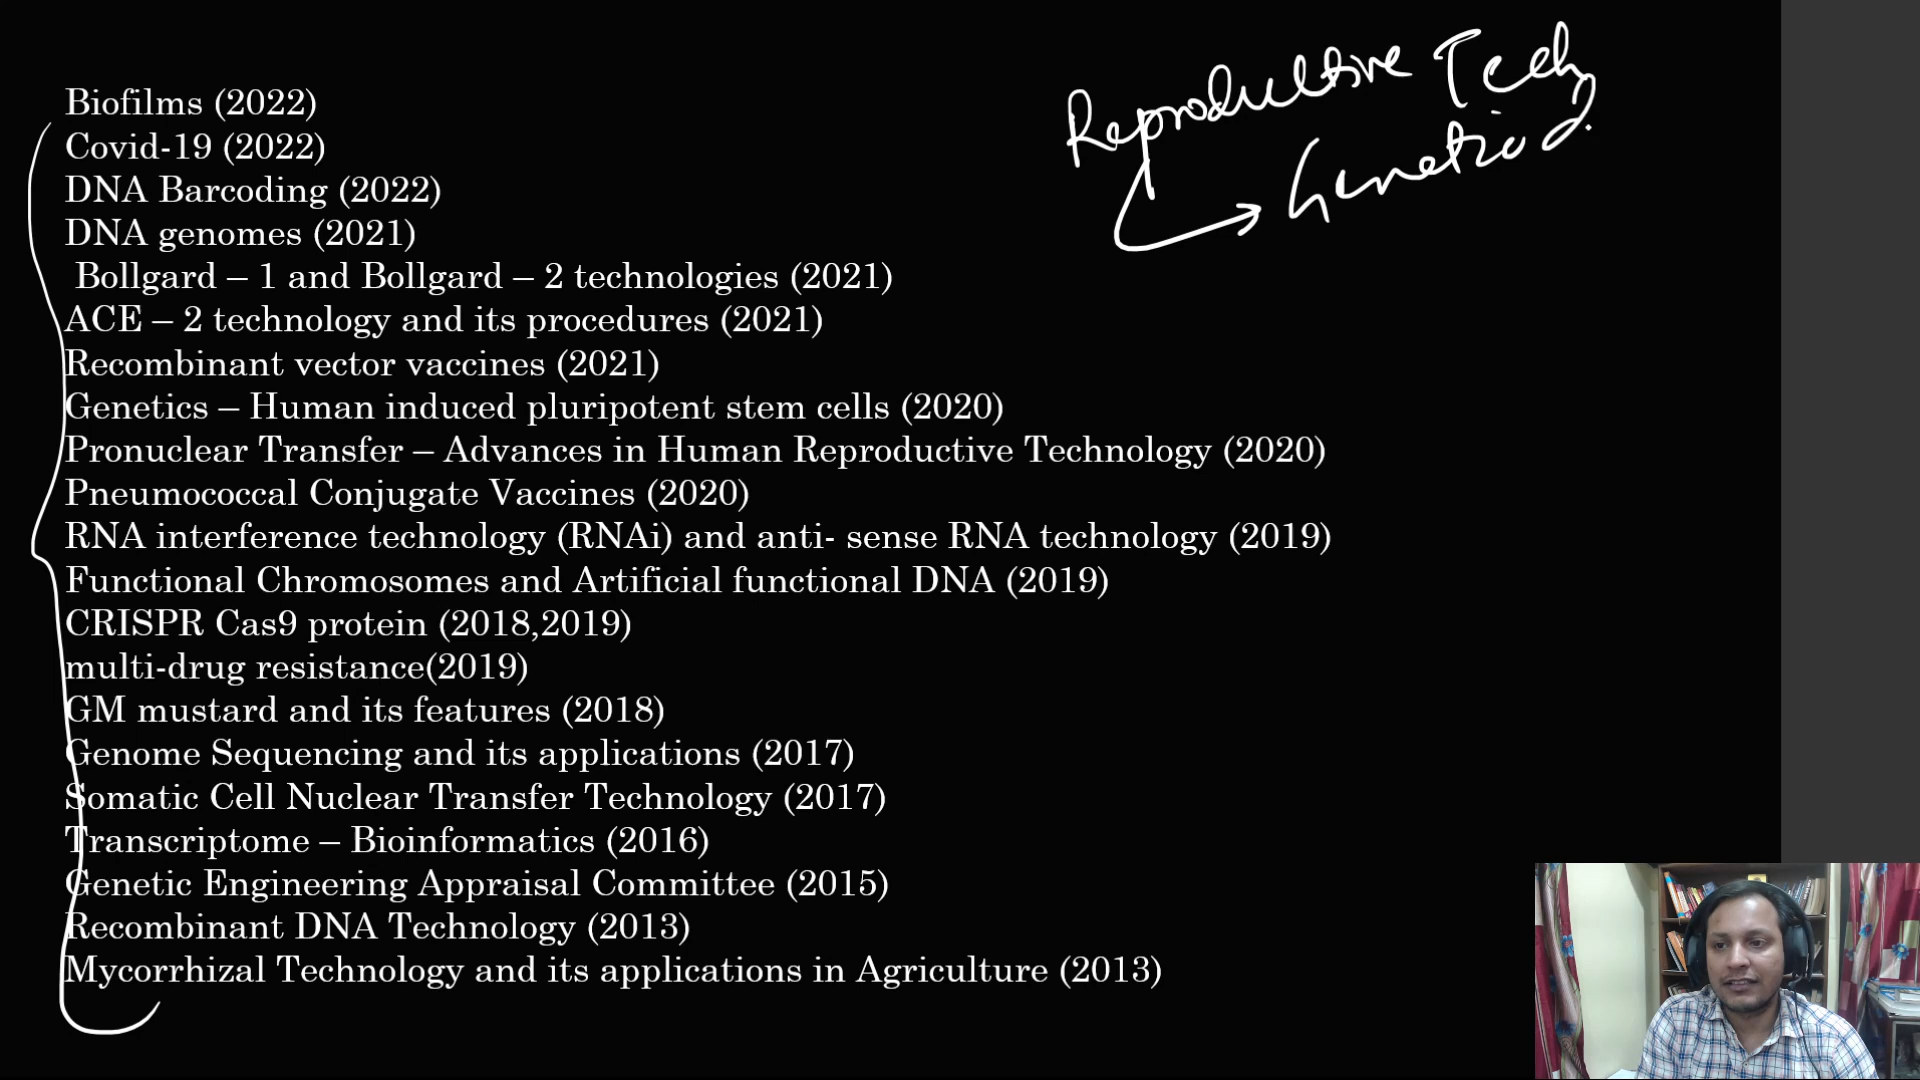 Biofilms (2022)
Covid-19 (2022)
DNA Barcoding (2022)
DNA genomes (2021)
Bollgard – 1 and Bollgard – 2 technologies (2021)
ACE – 2 technology and its procedures (2021)
Recombinant vector vaccines (2021)
Genetics – Human induced pluripotent stem cells (2020)
Pronuclear Transfer – Advances in Human Reproductive Technology (2020)
Pneumococcal Conjugate Vaccines (2020)
RNA interference technology (RNAi) and anti- sense RNA technology (2019)
Functional Chromosomes and Artificial functional DNA (2019)
CRISPR Cas9 protein (2018,2019)
multi-drug resistance(2019)
GM mustard and its features (2018)
Genome Sequencing and its applications (2017)
Somatic Cell Nuclear Transfer Technology (2017)
Transcriptome – Bioinformatics (2016)
Genetic Engineering Appraisal Committee (2015)
Recombinant DNA Technology (2013)
Mycorrhizal Technology and its applications in Agriculture (2013)
Reproductive Tech